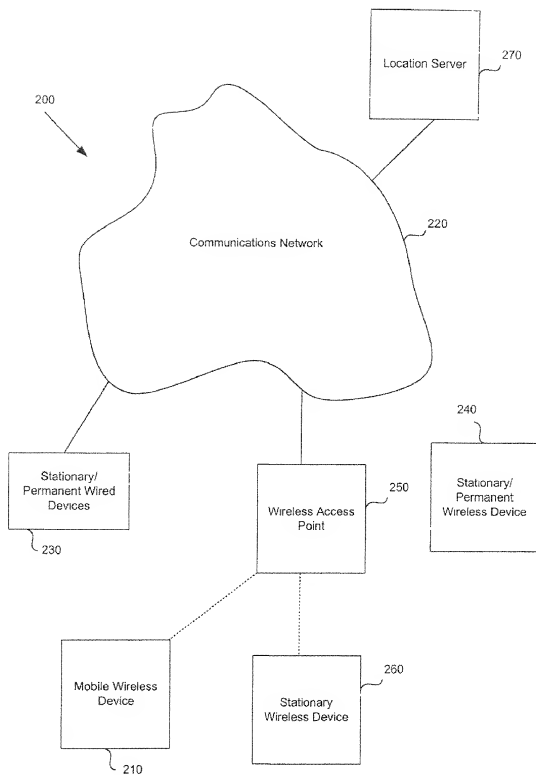 Location Server
270
200
220
Communications Network
240
Stationary/
Permanent Wired
Devices
230
Wireless Access
Point
250
Stationary/
Permanent
Wireless Device
Mobile Wireless
Device
210
Stationary
Wireless Device
260